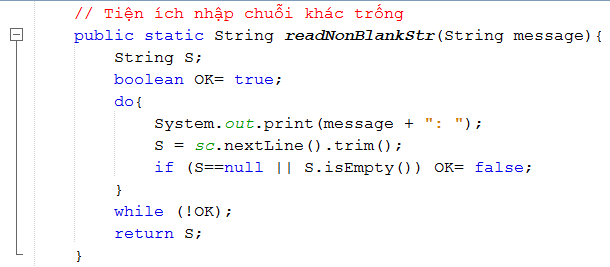 // Tiện ích nhập chuỗi khác trống
public static String readNonBlankStr(String message){
String S;
boolean OK= true;
do{
System.out.print(message + ": ");
S = sc.nextLine().trim();
if (S==null || S.isEmpty()) OK= false;
}
while (!OK);
return S;
}